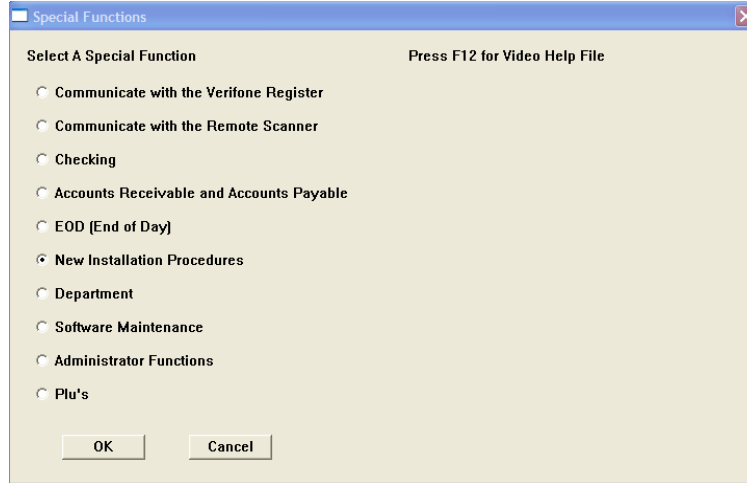 Special Functions
Select A Special Function
Press F12 for Video Help File
Communicate with the Verifone Register
Communicate with the Remote Scanner
Checking
Accounts Receivable and Accounts Payable
EOD (End of Day)
New Installation Procedures
Department
Software Maintenance
Administrator Functions
Plu's
OK
Cancel